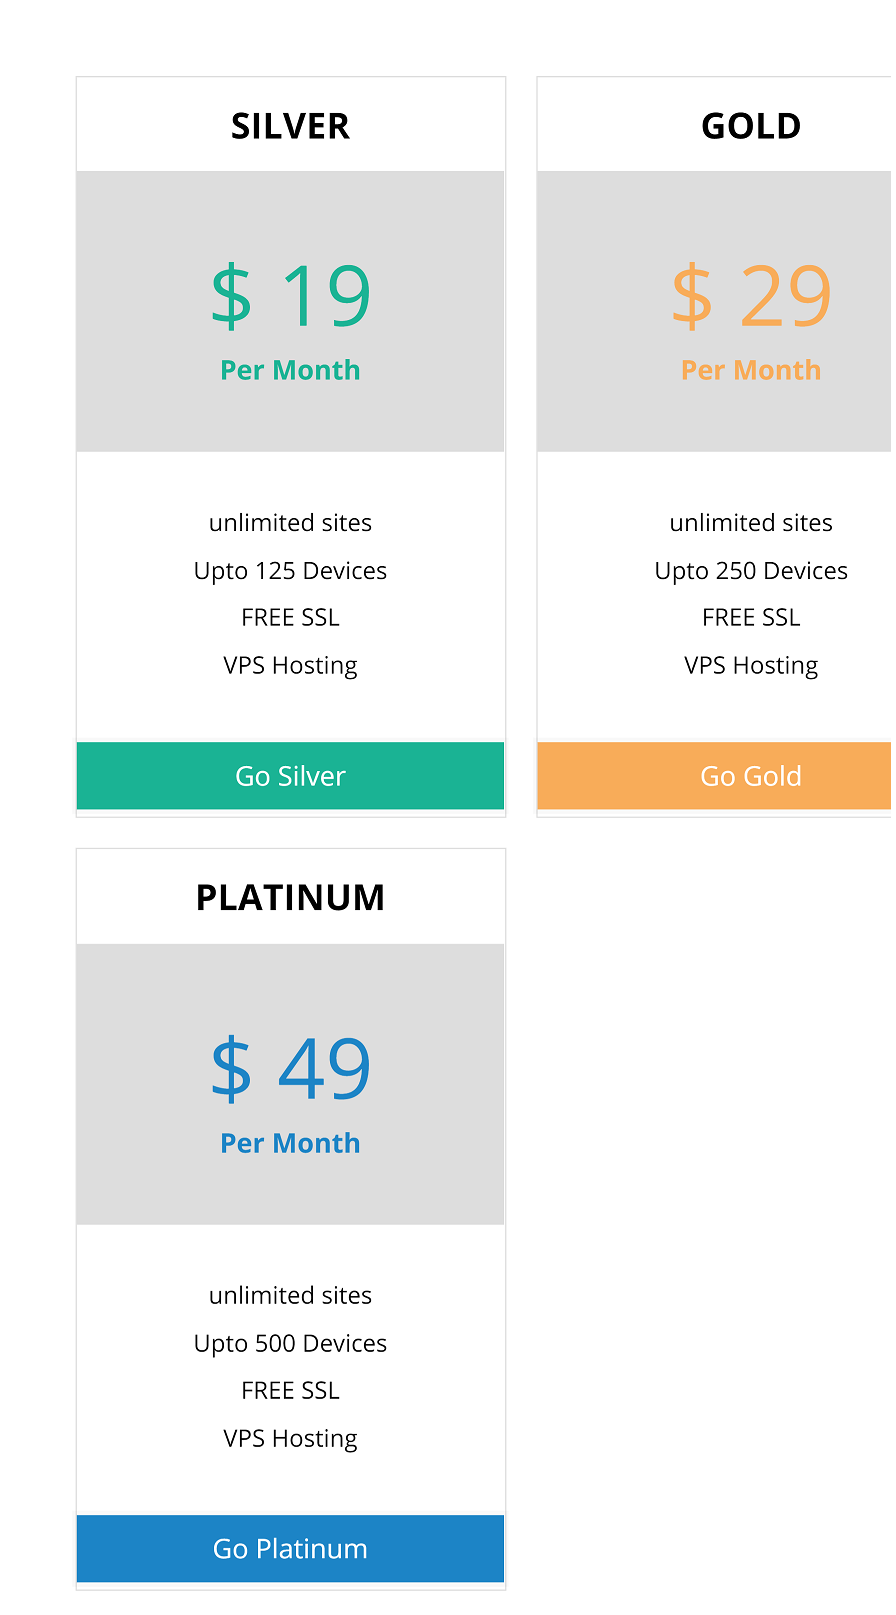 SILVER
$ 19
Per Month
unlimited sites
Upto 125 Devices
FREE SSL
VPS Hosting
Go Silver
GOLD
$ 29
Per Month
unlimited sites
Upto 250 Devices
FREE SSL
VPS Hosting
Go Gold
PLATINUM
$ 49
Per Month
unlimited sites
Upto 500 Devices
FREE SSL
VPS Hosting
Go Platinum